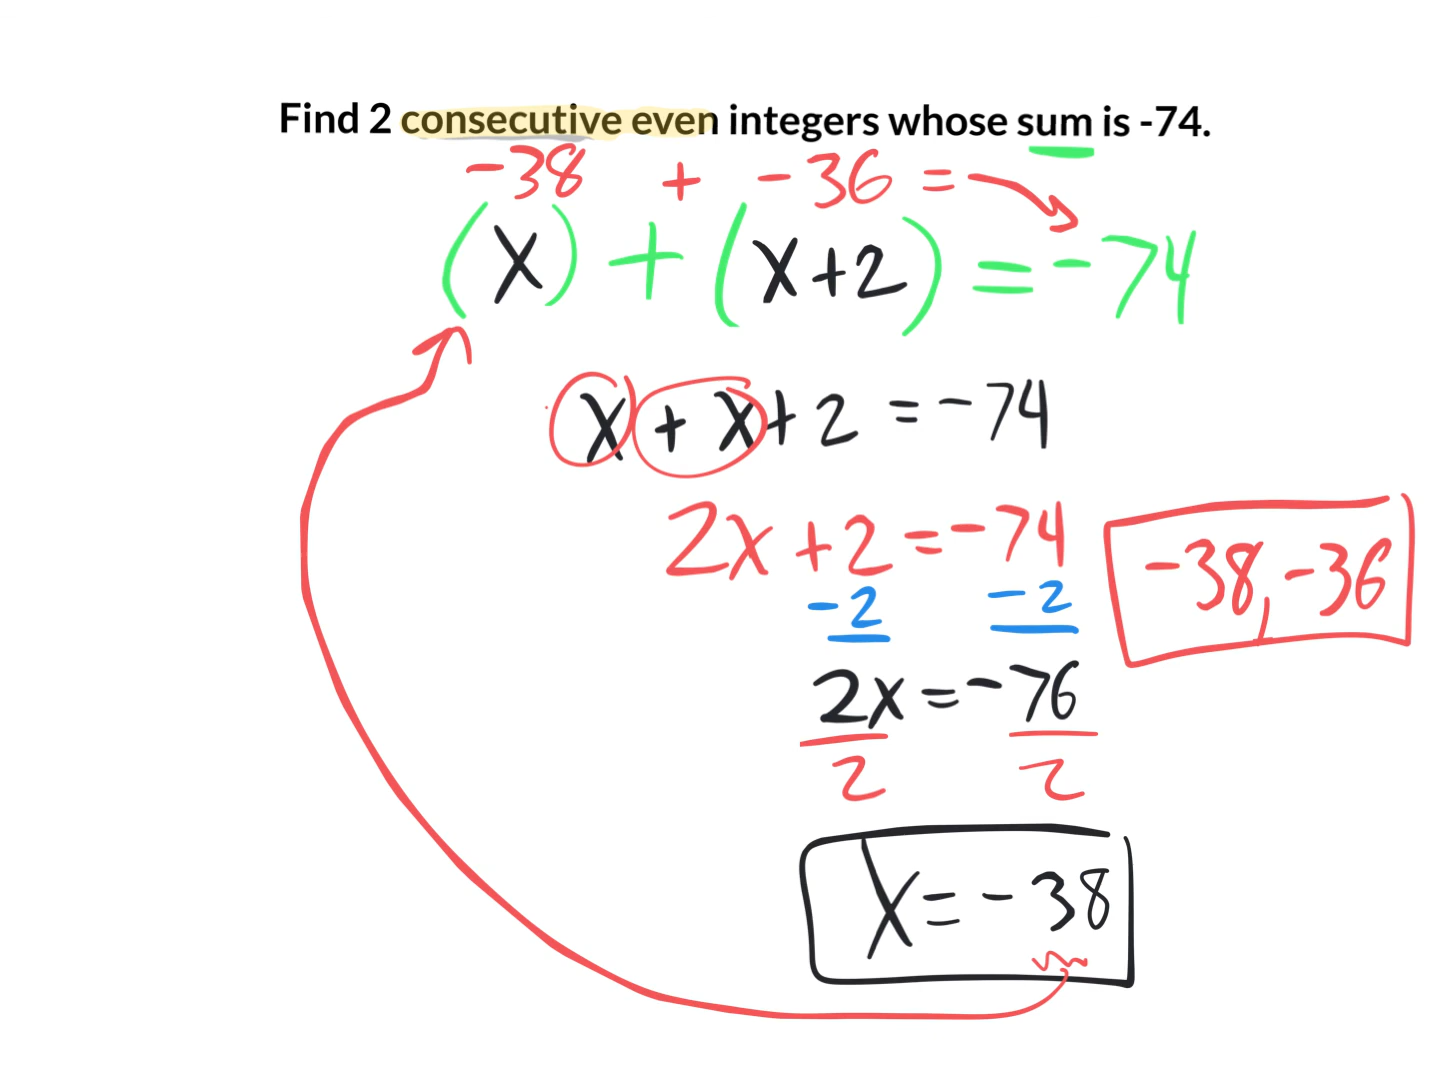 Find 2 consecutive even integers whose sum is -74.
-38 + -36 =
(x) + (x+2) = -74
x + x + 2 = -74
2x + 2 = -74
-2 -2
-38, -36
2x = -76
2 2
x = -38